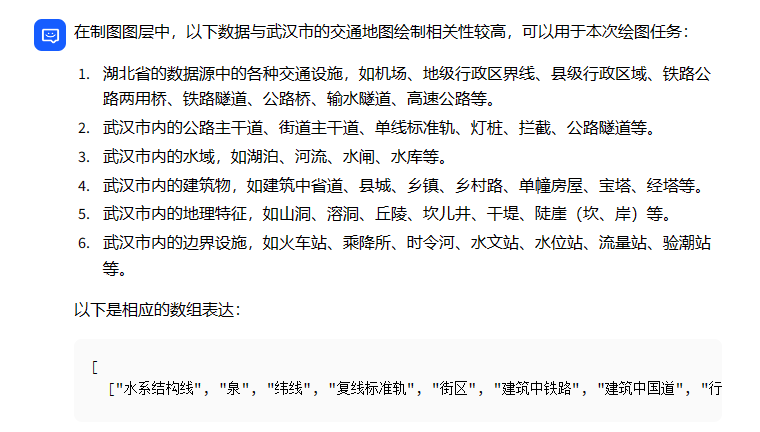 在制图图层中，以下数据与武汉市的交通地图绘制相关性较高，可以用于本次绘图任务：
1. 湖北省的数据源中的各种交通设施，如机场、地级行政区界线、县级行政区域、铁路公
路两用桥、铁路隧道、公路桥、输水隧道、高速公路等。
2. 武汉市内的公路主干道、街道主干道、单线标准轨、灯桩、拦截、公路隧道等。
3. 武汉市内的水域，如湖泊、河流、水闸、水库等。
4. 武汉市内的建筑物，如建筑中省道、县城、乡镇、乡村路、单幢房屋、宝塔、经塔等。
5. 武汉市内的地理特征，如山洞、溶洞、丘陵、坎儿井、干堤、陡崖（坎、岸）等。
6. 武汉市内的边界设施，如火车站、乘降所、时令河、水文站、水位站、流量站、验潮站
等。
以下是相应的数组表达：
[
["水系结构线", "泉", "纬线", "复线标准轨", "街区", "建筑中铁路", "建筑中国道", "行